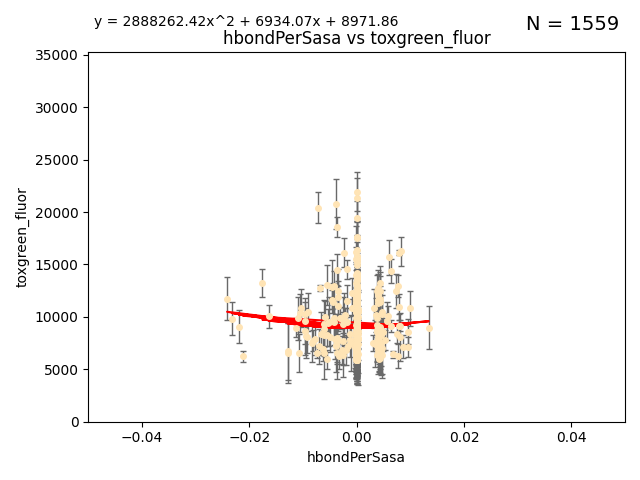 y = 2888262.42x^2 + 6934.07x + 8971.86
N = 1559
hbondPerSasa vs toxgreen_fluor
35000
30000
25000
20000
15000
10000
5000
0
toxgreen_fluor
−0.04
−0.02
0.00
0.02
0.04
hbondPerSasa